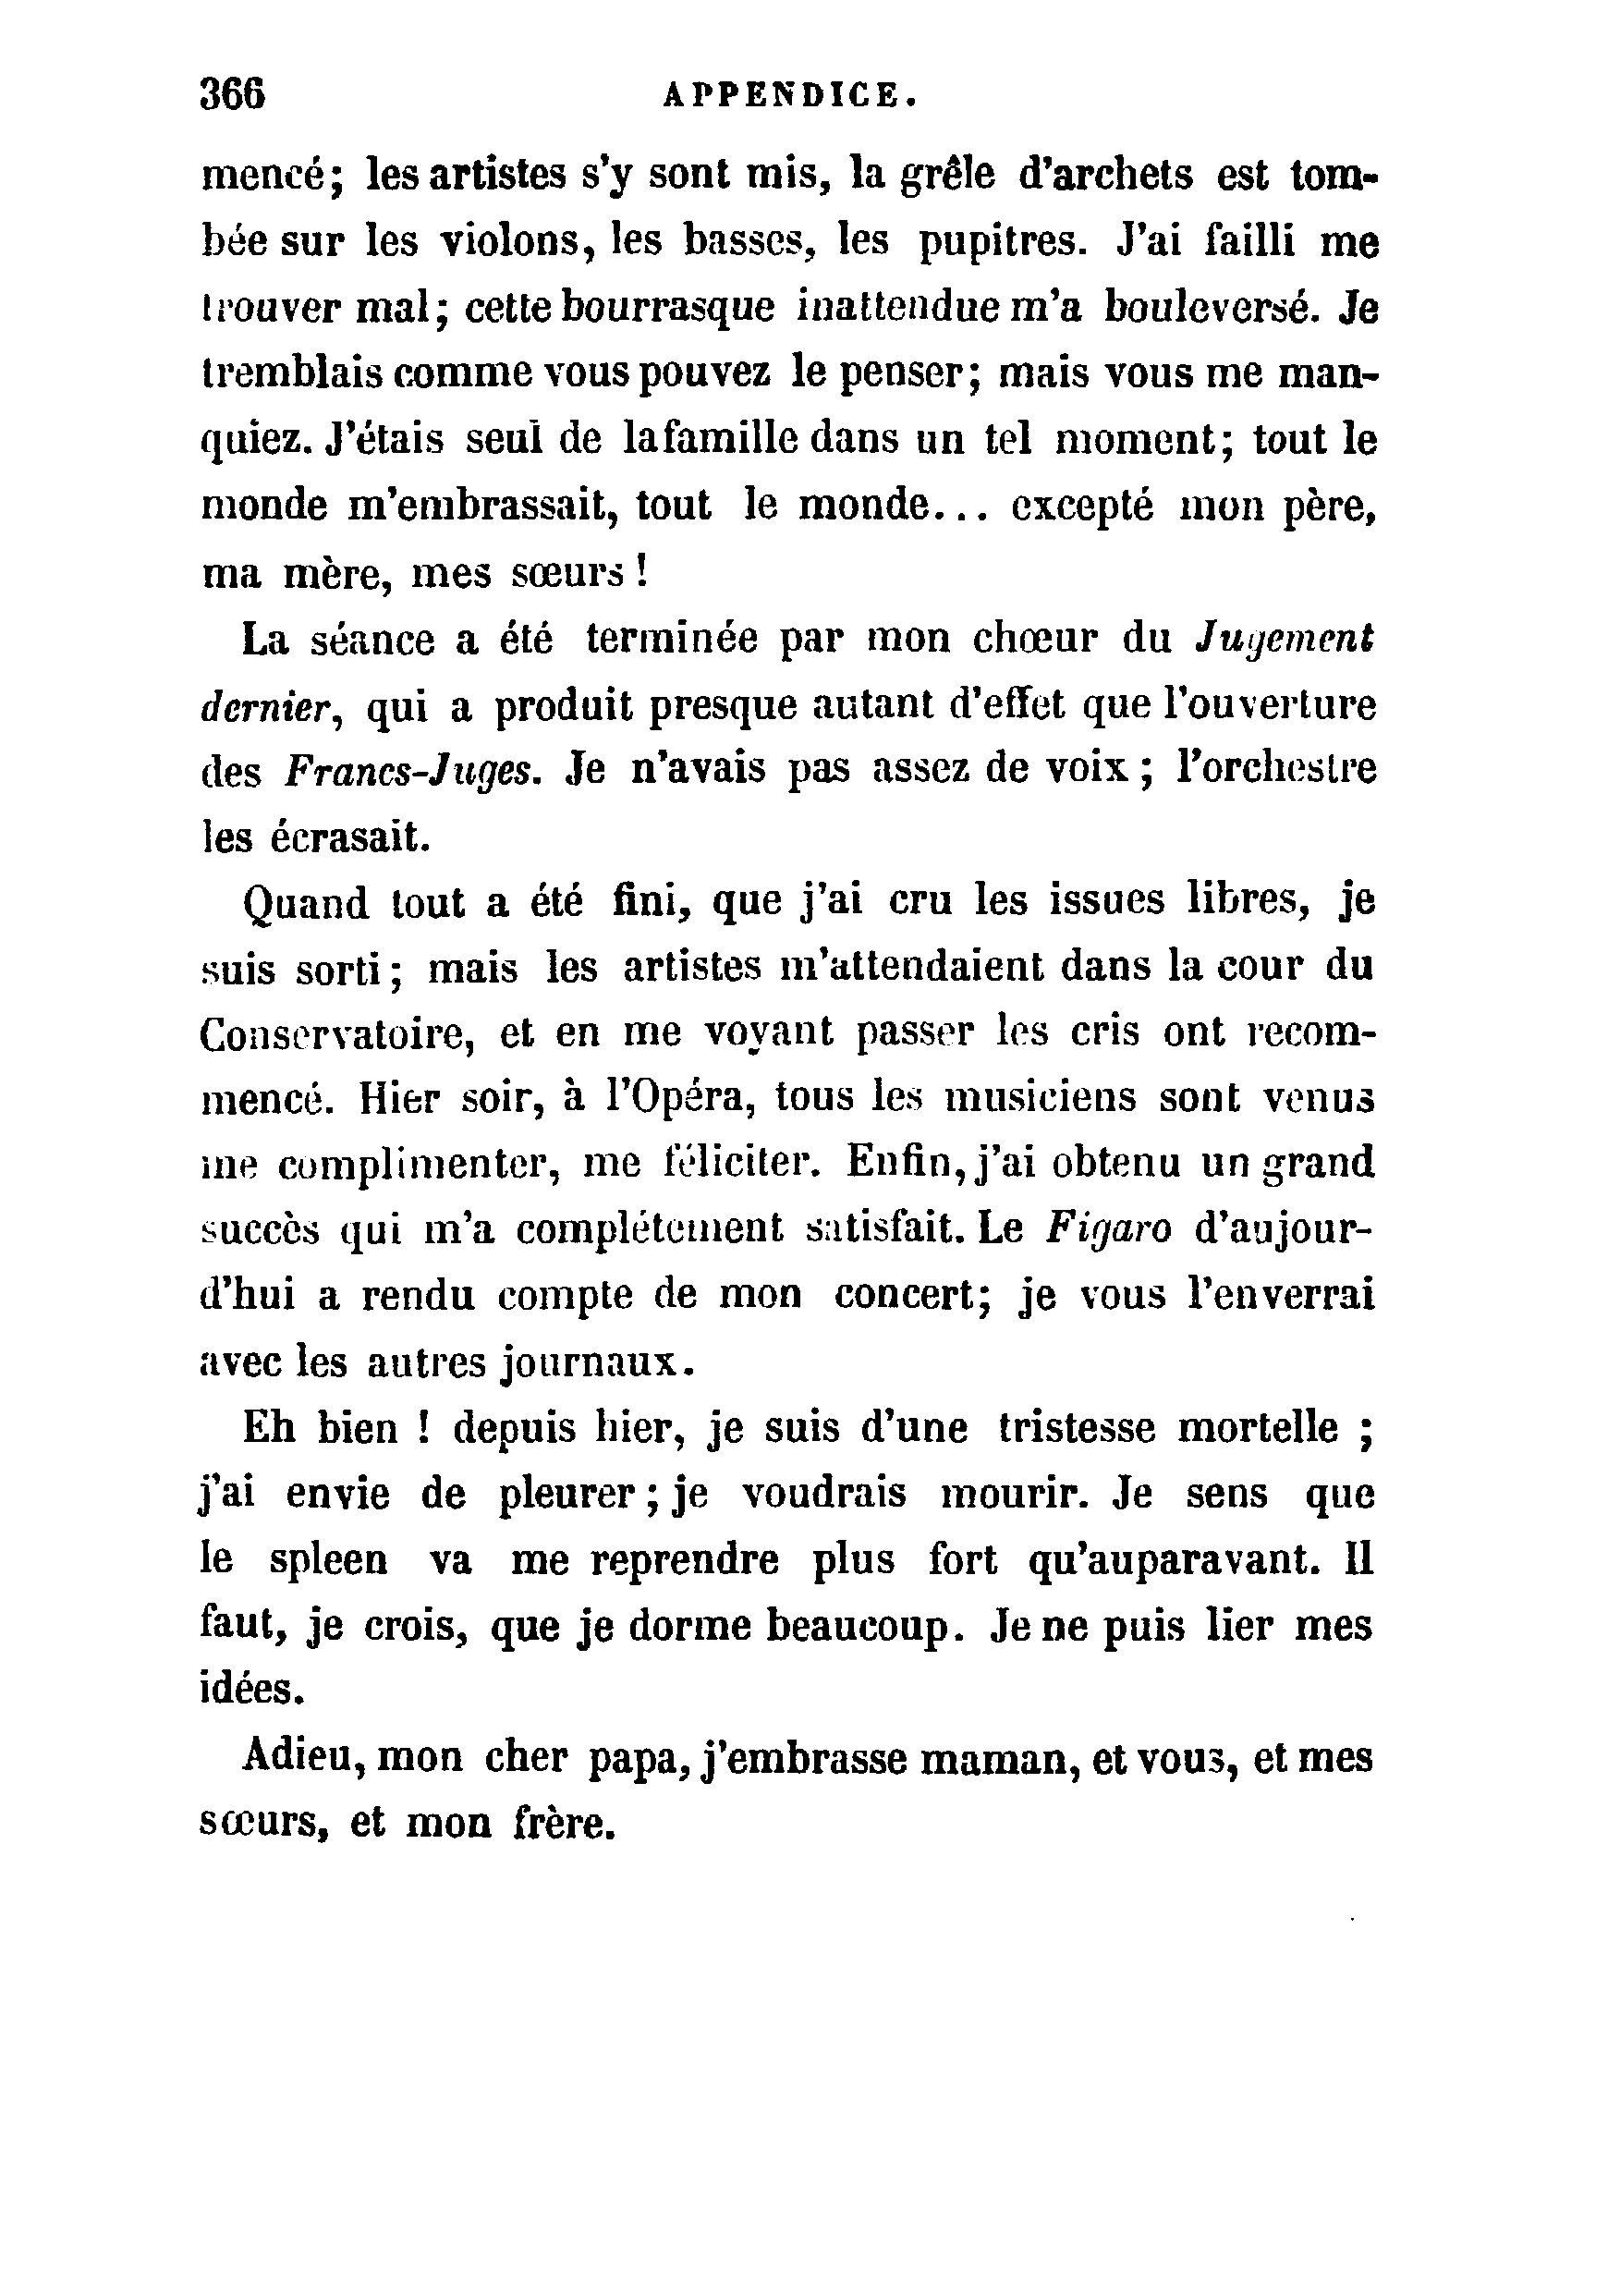 366 APPENDICE.
mencé; les artistes s'y sont mis, la grêle d'archets est tom-
bée sur les violons, les basses, les pupitres. J'ai failli me
trouver mal; cette bourrasque inattendue m'a bouleversé. Je
tremblais comme vous pouvez le penser; mais vous me man-
quiez. J'étais seul de la famille dans un tel moment; tout le
monde m'embrassait, tout le monde... excepté mon père,
ma mère, mes sœurs !
La séance a été terminée par mon chœur du Jugement
dernier, qui a produit presque autant d'effet que l'ouverture
des Francs-Juges. Je n'avais pas assez de voix ; l'orchestre
les écrasait.
Quand tout a été fini, que j'ai cru les issues libres, je
suis sorti ; mais les artistes m'attendaient dans la cour du
Conservatoire, et en me voyant passer les cris ont recom-
mencé. Hier soir, à l'Opéra, tous les musiciens sont venus
me complimenter, me féliciter. Enfin, j'ai obtenu un grand
succès qui m'a complétement satisfait. Le Figaro d'aujour-
d'hui a rendu compte de mon concert; je vous l'enverrai
avec les autres journaux.
Eh bien ! depuis hier, je suis d'une tristesse mortelle ;
j'ai envie de pleurer ; je voudrais mourir. Je sens que
le spleen va me reprendre plus fort qu'auparavant. Il
faut, je crois, que je dorme beaucoup. Je ne puis lier mes
idées.
Adieu, mon cher papa, j'embrasse maman, et vous, et mes
sœurs, et mon frère.